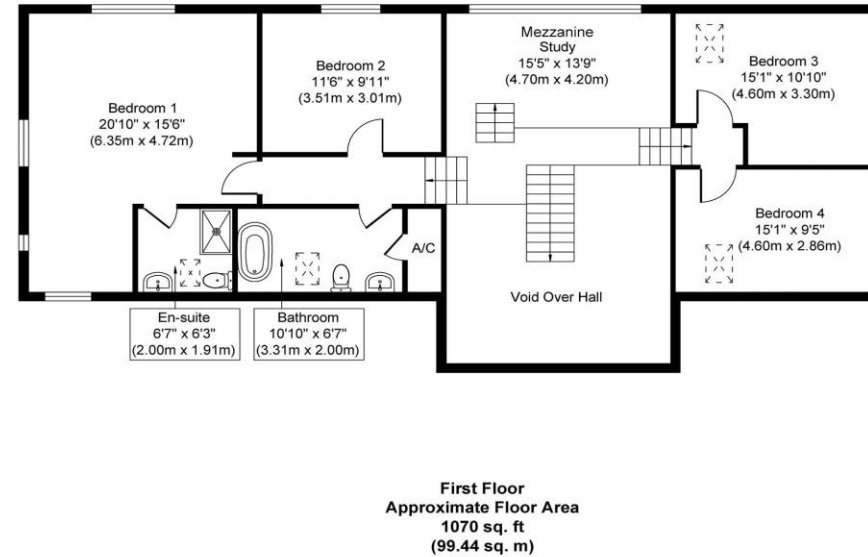 Bedroom 1
20'10" x 15'6"
(6.35m x 4.72m)
Bedroom 2
11'6" x 9'11"
(3.51m x 3.01m)
Mezzanine
Study
15'5" x 13'9"
(4.70m x 4.20m)
Bedroom 3
15'1" x 10'10"
(4.60m x 3.30m)
Bedroom 4
15'1" x 9'5"
(4.60m x 2.86m)
A/C
Void Over Hall
En-suite
6'7" x 6'3"
(2.00m x 1.91m)
Bathroom
10'10" x 6'7"
(3.31m x 2.00m)
First Floor
Approximate Floor Area
1070 sq. ft
(99.44 sq. m)